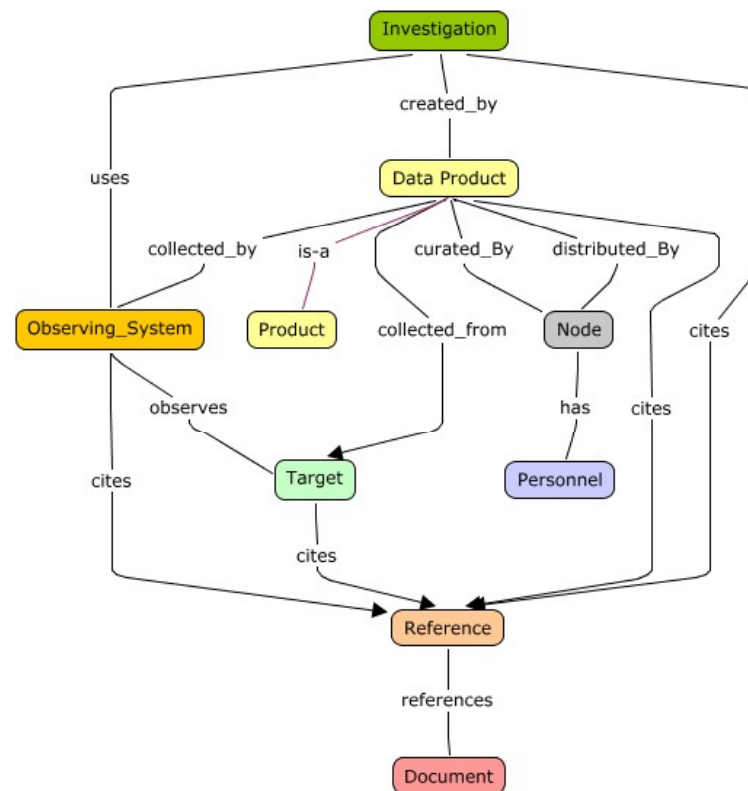 Investigation
created_by
uses
Data Product
collected_by
is-a
curated_By
distributed_By
Observing_System
Product
collected_from
Node
cites
observes
has
cites
cites
Target
Personnel
cites
Reference
references
Document